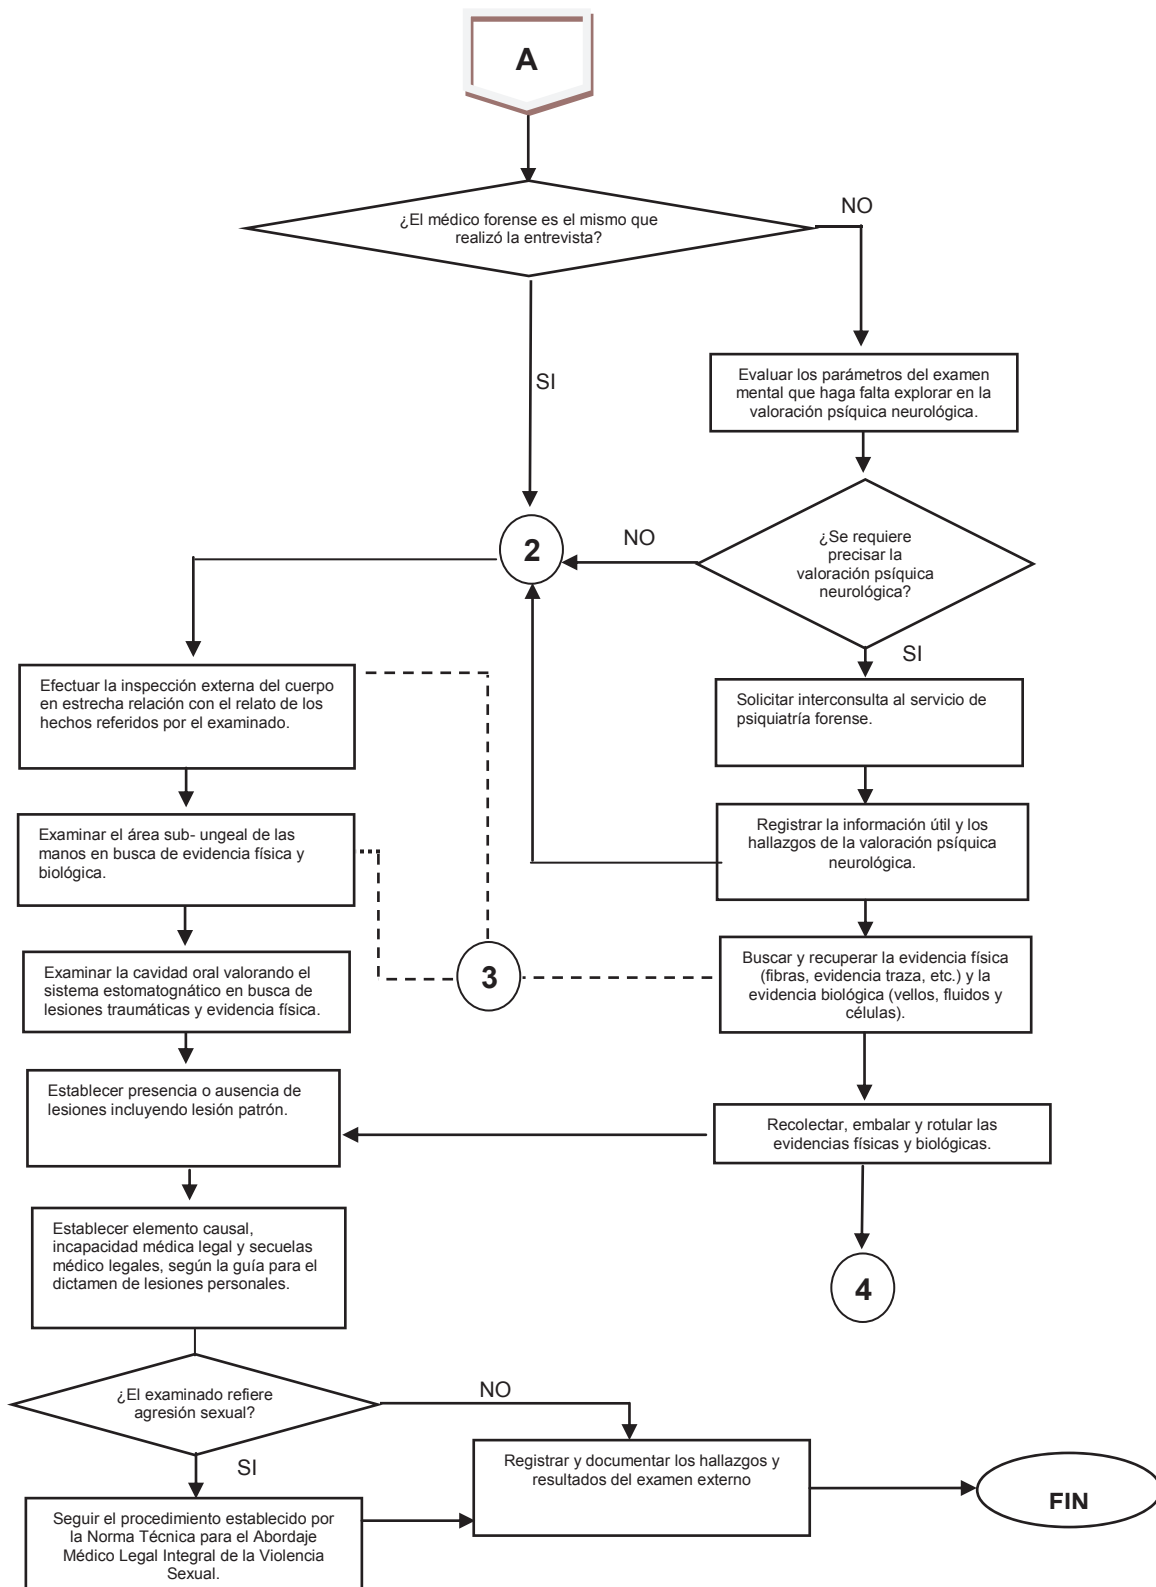 A
¿El médico forense es el mismo que
realizó la entrevista?
NO
SI
Evaluar los parámetros del examen
mental que haga falta explorar en la
valoración psíquica neurológica.
2
NO
¿Se requiere
precisar la
valoración psíquica
neurológica?
SI
Efectuar la inspección externa del cuerpo
en estrecha relación con el relato de los
hechos referidos por el examinado.
Solicitar interconsulta al servicio de
psiquiatría forense.
Examinar el área sub- ungeal de las
manos en busca de evidencia física y
biológica.
Registrar la información útil y los
hallazgos de la valoración psíquica
neurológica.
Examinar la cavidad oral valorando el
sistema estomatognático en busca de
lesiones traumáticas y evidencia física.
3
Buscar y recuperar la evidencia física
(fibras, evidencia traza, etc.) y la
evidencia biológica (vellos, fluidos y
células).
Establecer presencia o ausencia de
lesiones incluyendo lesión patrón.
Recolectar, embalar y rotular las
evidencias físicas y biológicas.
Establecer elemento causal,
incapacidad médica legal y secuelas
médico legales, según la guía para el
dictamen de lesiones personales.
4
¿El examinado refiere
agresión sexual?
NO
SI
Registrar y documentar los hallazgos y
resultados del examen externo
FIN
Seguir el procedimiento establecido por
la Norma Técnica para el Abordaje
Médico Legal Integral de la Violencia
Sexual.